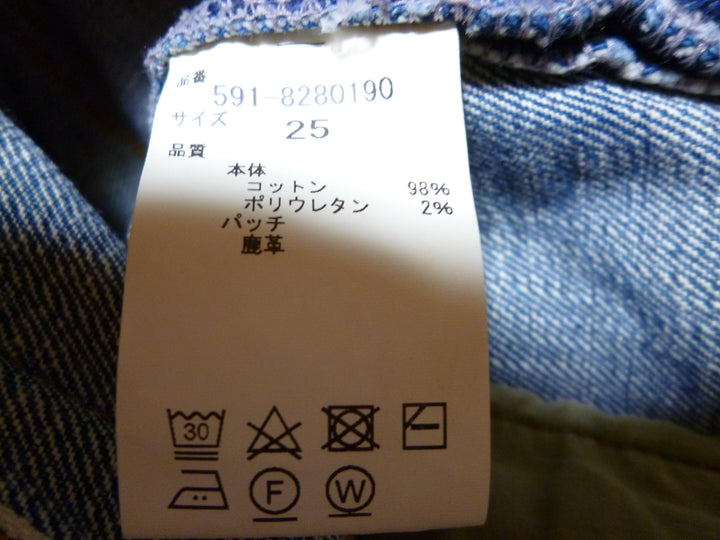 品番
591-8280190
サイズ 25
品質
本体
コットン 98%
ポリウレタン 2%
パッチ
鹿革
30
F W